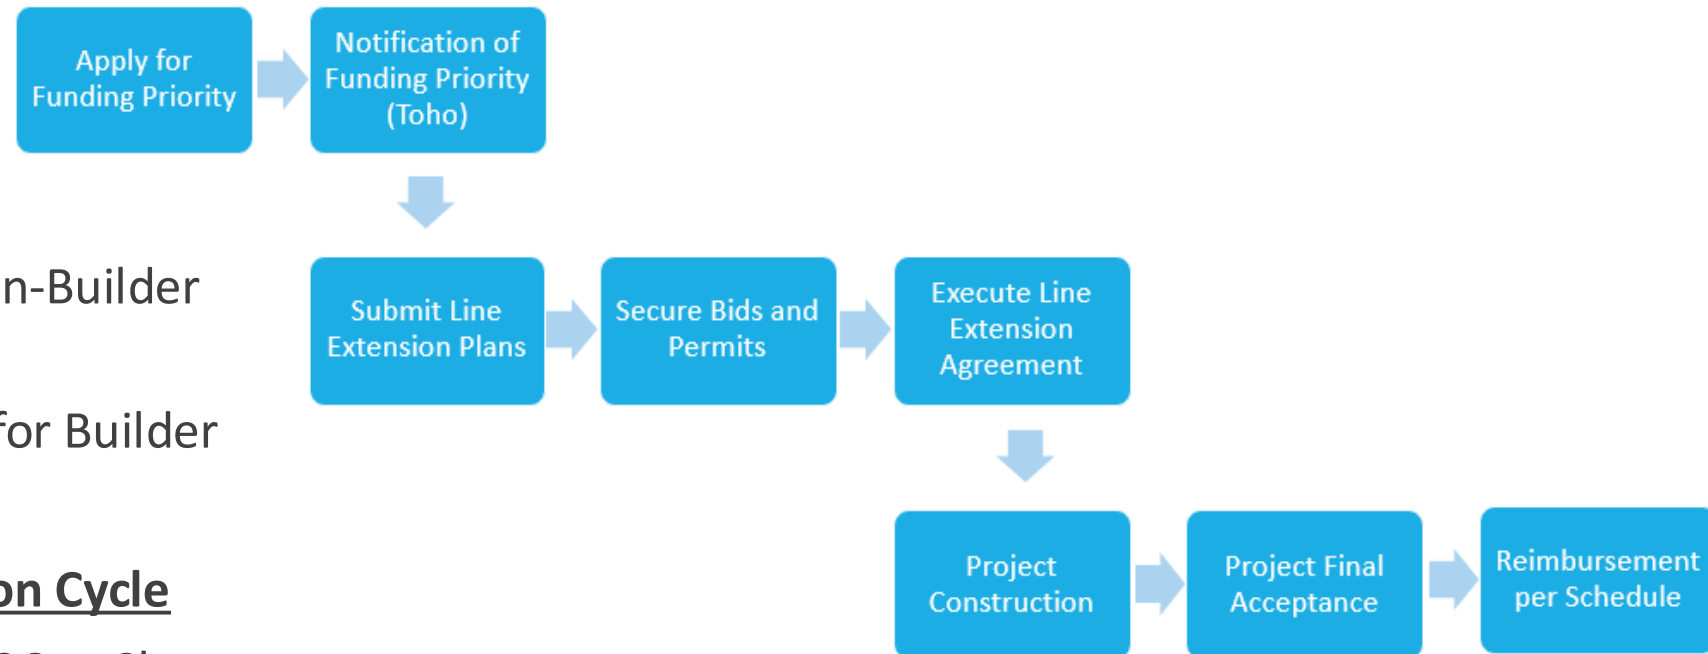 Apply for
Funding Priority
Notification of
Funding Priority
(Toho)
n-Builder
for Builder
on Cycle
Submit Line
Extension Plans
Secure Bids and
Permits
Execute Line
Extension
Agreement
Project
Construction
Project Final
Acceptance
Reimbursement
per Schedule